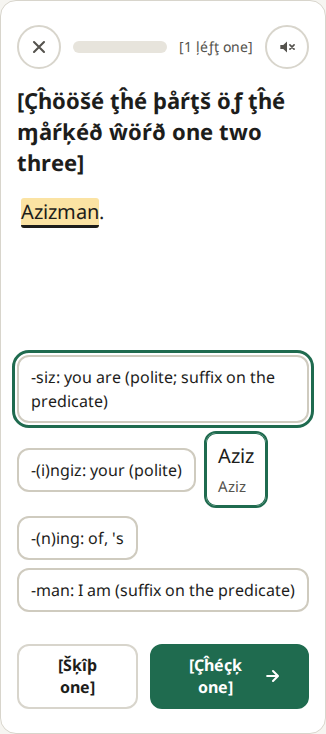 [1 ļéƒţ one]
[Çĥööšé ţĥé þåŕţš öƒ ţĥé
ɱåŕķéð ŵöŕð one two
three]
Azizman.
-siz: you are (polite; suffix on the
predicate)
-(i)ngiz: your (polite)
Aziz
Aziz
-(n)ing: of, 's
-man: I am (suffix on the predicate)
[Šķîþ
one]
[Çĥéçķ
one]